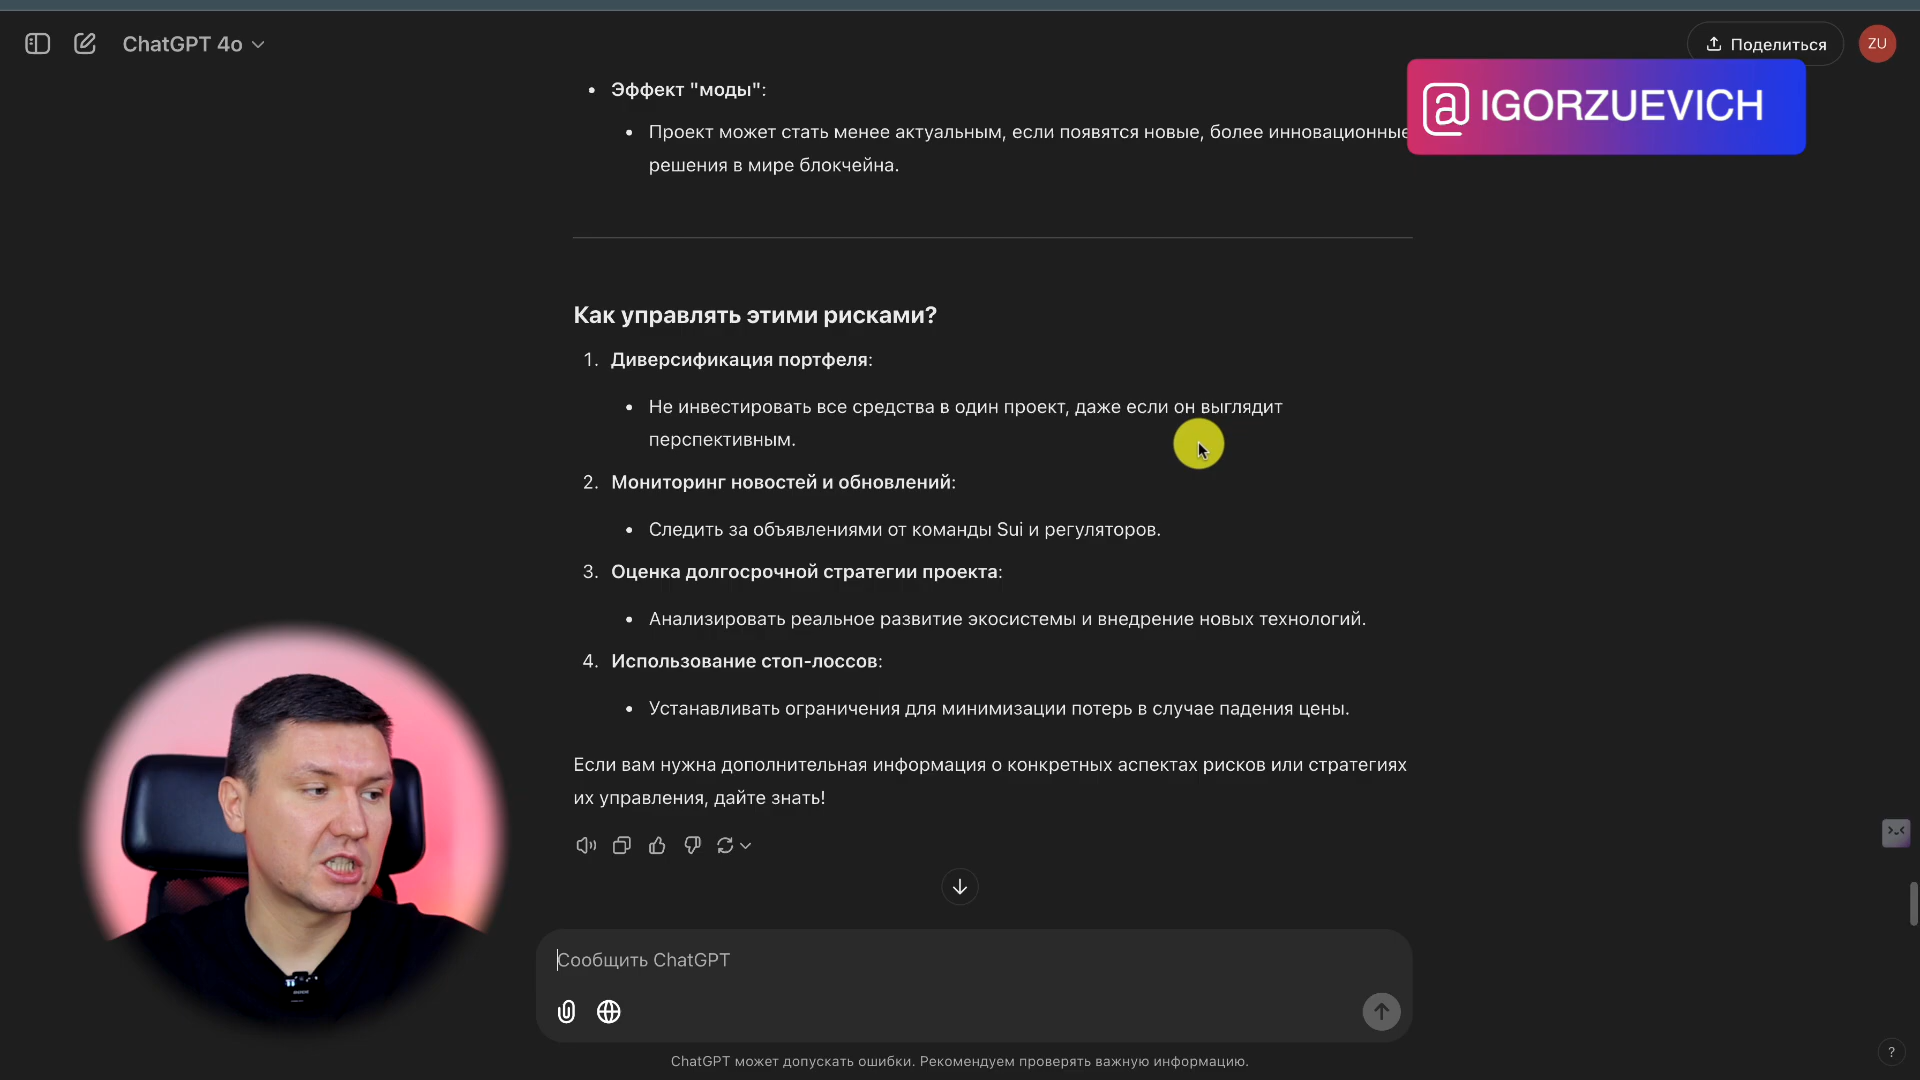 ChatGPT 4o
Поделиться
ZU
@IGORZUEVICH
• Эффект "моды":
• Проект может стать менее актуальным, если появятся новые, более инновационные
решения в мире блокчейна.
Как управлять этими рисками?
1. Диверсификация портфеля:
• Не инвестировать все средства в один проект, даже если он выглядит
перспективным.
2. Мониторинг новостей и обновлений:
• Следить за объявлениями от команды Sui и регуляторов.
3. Оценка долгосрочной стратегии проекта:
• Анализировать реальное развитие экосистемы и внедрение новых технологий.
4. Использование стоп-лоссов:
• Устанавливать ограничения для минимизации потерь в случае падения цены.
Если вам нужна дополнительная информация о конкретных аспектах рисков или стратегиях
их управления, дайте знать!
Сообщить ChatGPT
ChatGPT может допускать ошибки. Рекомендуем проверять важную информацию.
?